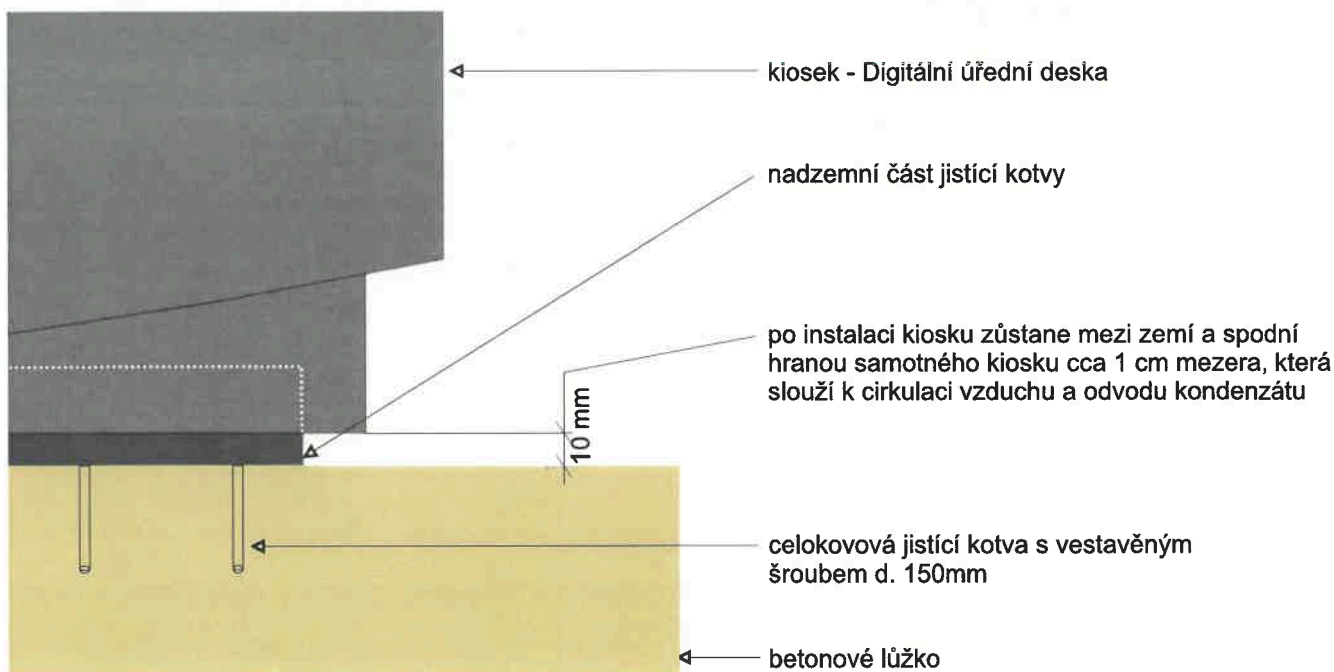 kiosek - Digitální úřední deska
nadzemní část jistící kotvy
po instalaci kiosku zůstane mezi zemí a spodní
hranou samotného kiosku cca 1 cm mezera, která
slouží k cirkulaci vzduchu a odvodu kondenzátu
10 mm
celokovová jistící kotva s vestavěným
šroubem d. 150mm
betonové lůžko